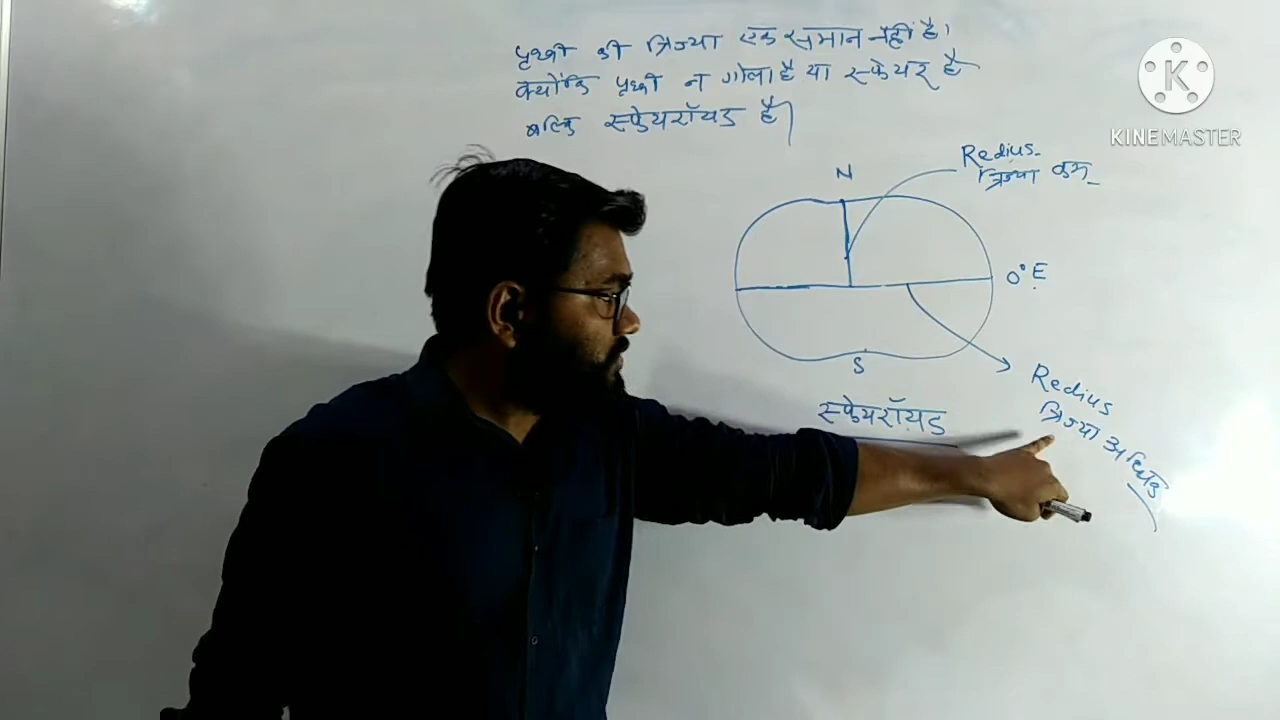 पृथ्वी की त्रिज्या एक समान नहीं है।
क्योंकि पृथ्वी न गोला है या स्फेयर है
बल्कि स्फेयरॉयड है।
K
KINEMASTER
N
Redius
त्रिज्या कम
0° E
S
Redius
त्रिज्या अधिक
स्फेयरॉयड